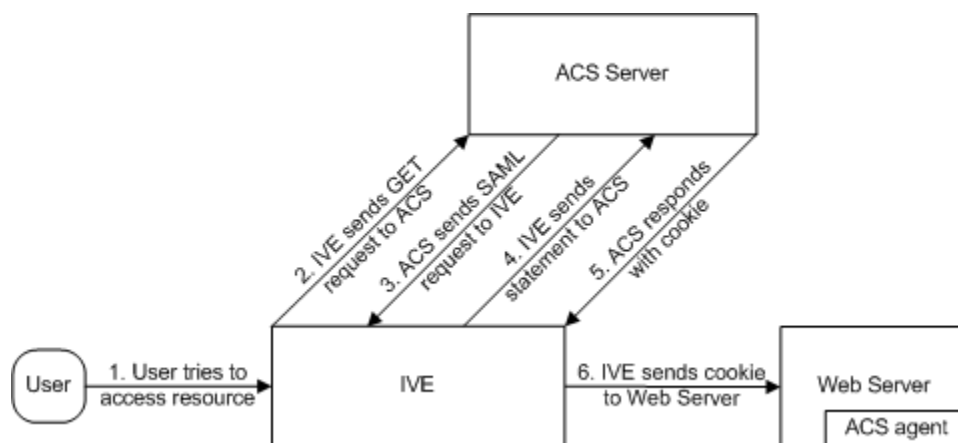 ACS Server
2. IVE sends GET
request to ACS
3. ACS sends SAML
request to IVE
4. IVE sends
statement to ACS
5. ACS responds
with cookie
User
1. User tries to
access resource
IVE
6. IVE sends cookie
to Web Server
Web Server
ACS agent